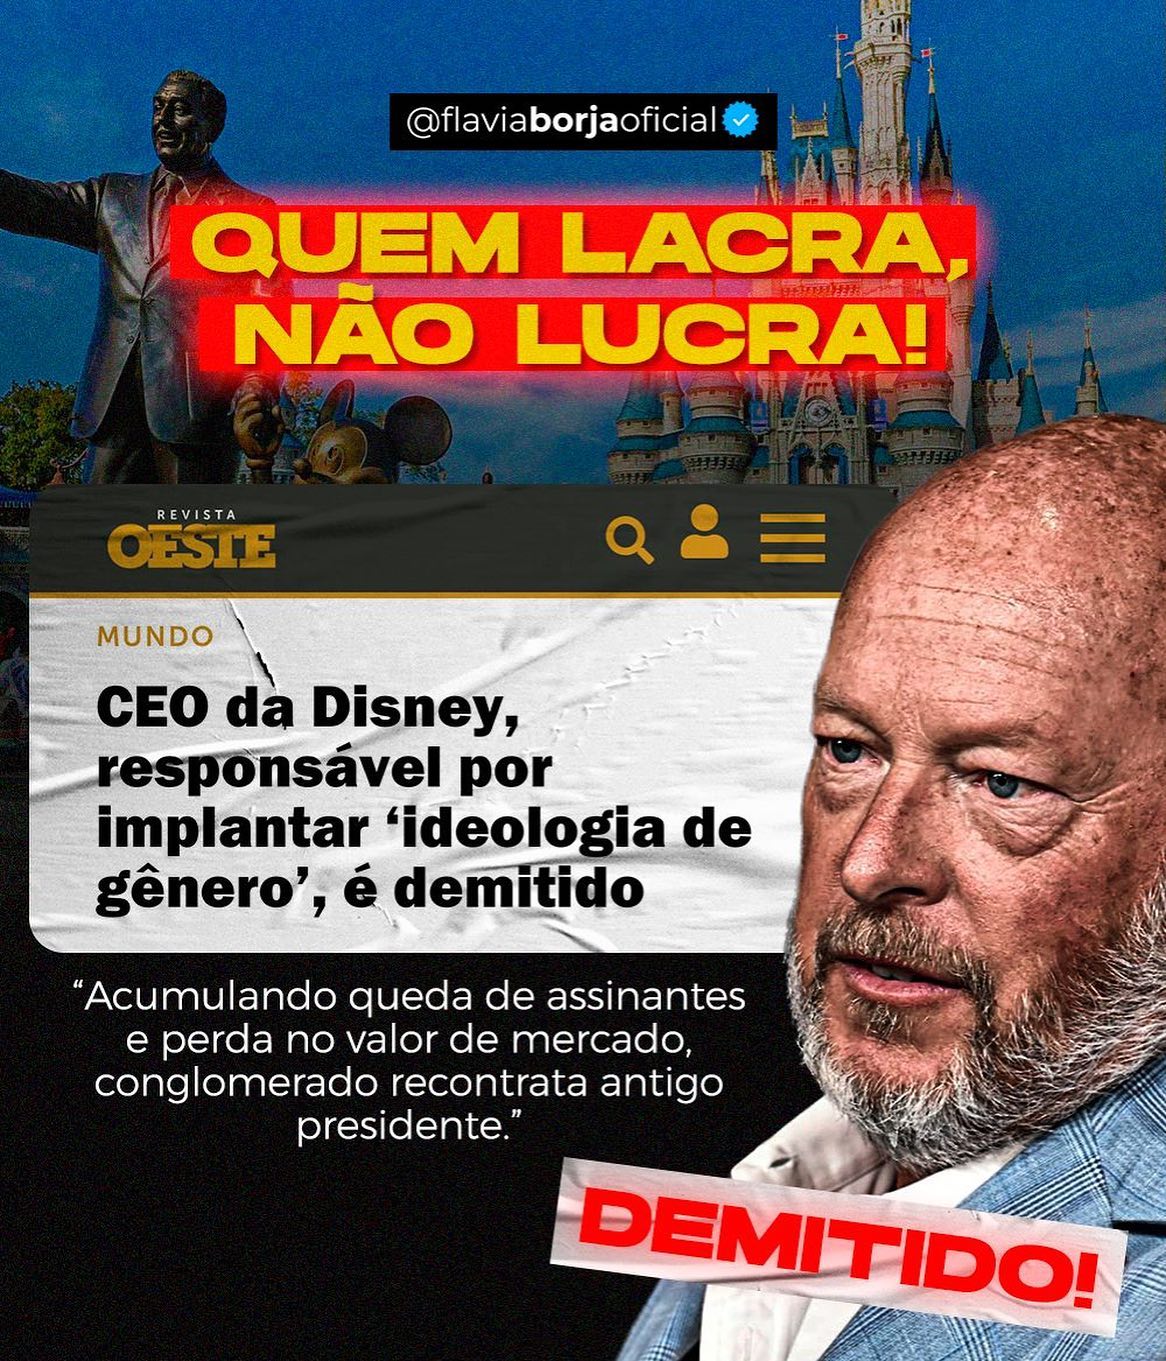 @flaviaborjaoficial
QUEM LACRA,
NÃO LUCRA!
REVISTA
OESTE
MUNDO
CEO da Disney,
responsável por
implantar ‘ideologia de
gênero’, é demitido
“Acumulando queda de assinantes
e perda no valor de mercado,
conglomerado recontrata antigo
presidente.”
DEMITIDO!